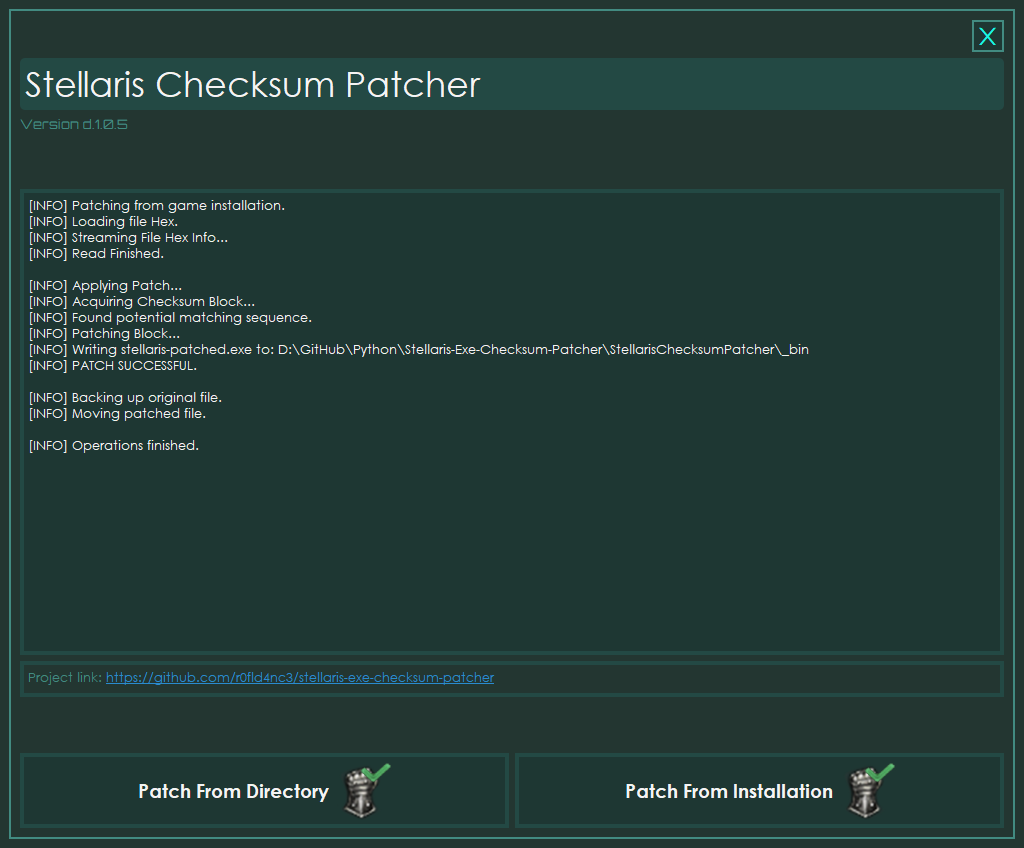 X
Stellaris Checksum Patcher
Version d.1.0.5
[INFO] Patching from game installation.
[INFO] Loading file Hex.
[INFO] Streaming File Hex Info...
[INFO] Read Finished.
[INFO] Applying Patch...
[INFO] Acquiring Checksum Block...
[INFO] Found potential matching sequence.
[INFO] Patching Block...
[INFO] Writing stellaris-patched.exe to: D:\GitHub\Python\Stellaris-Exe-Checksum-Patcher\StellarisChecksumPatcher\_bin
[INFO] PATCH SUCCESSFUL.
[INFO] Backing up original file.
[INFO] Moving patched file.
[INFO] Operations finished.
Project link: https://github.com/r0fld4nc3/stellaris-exe-checksum-patcher
Patch From Directory
Patch From Installation